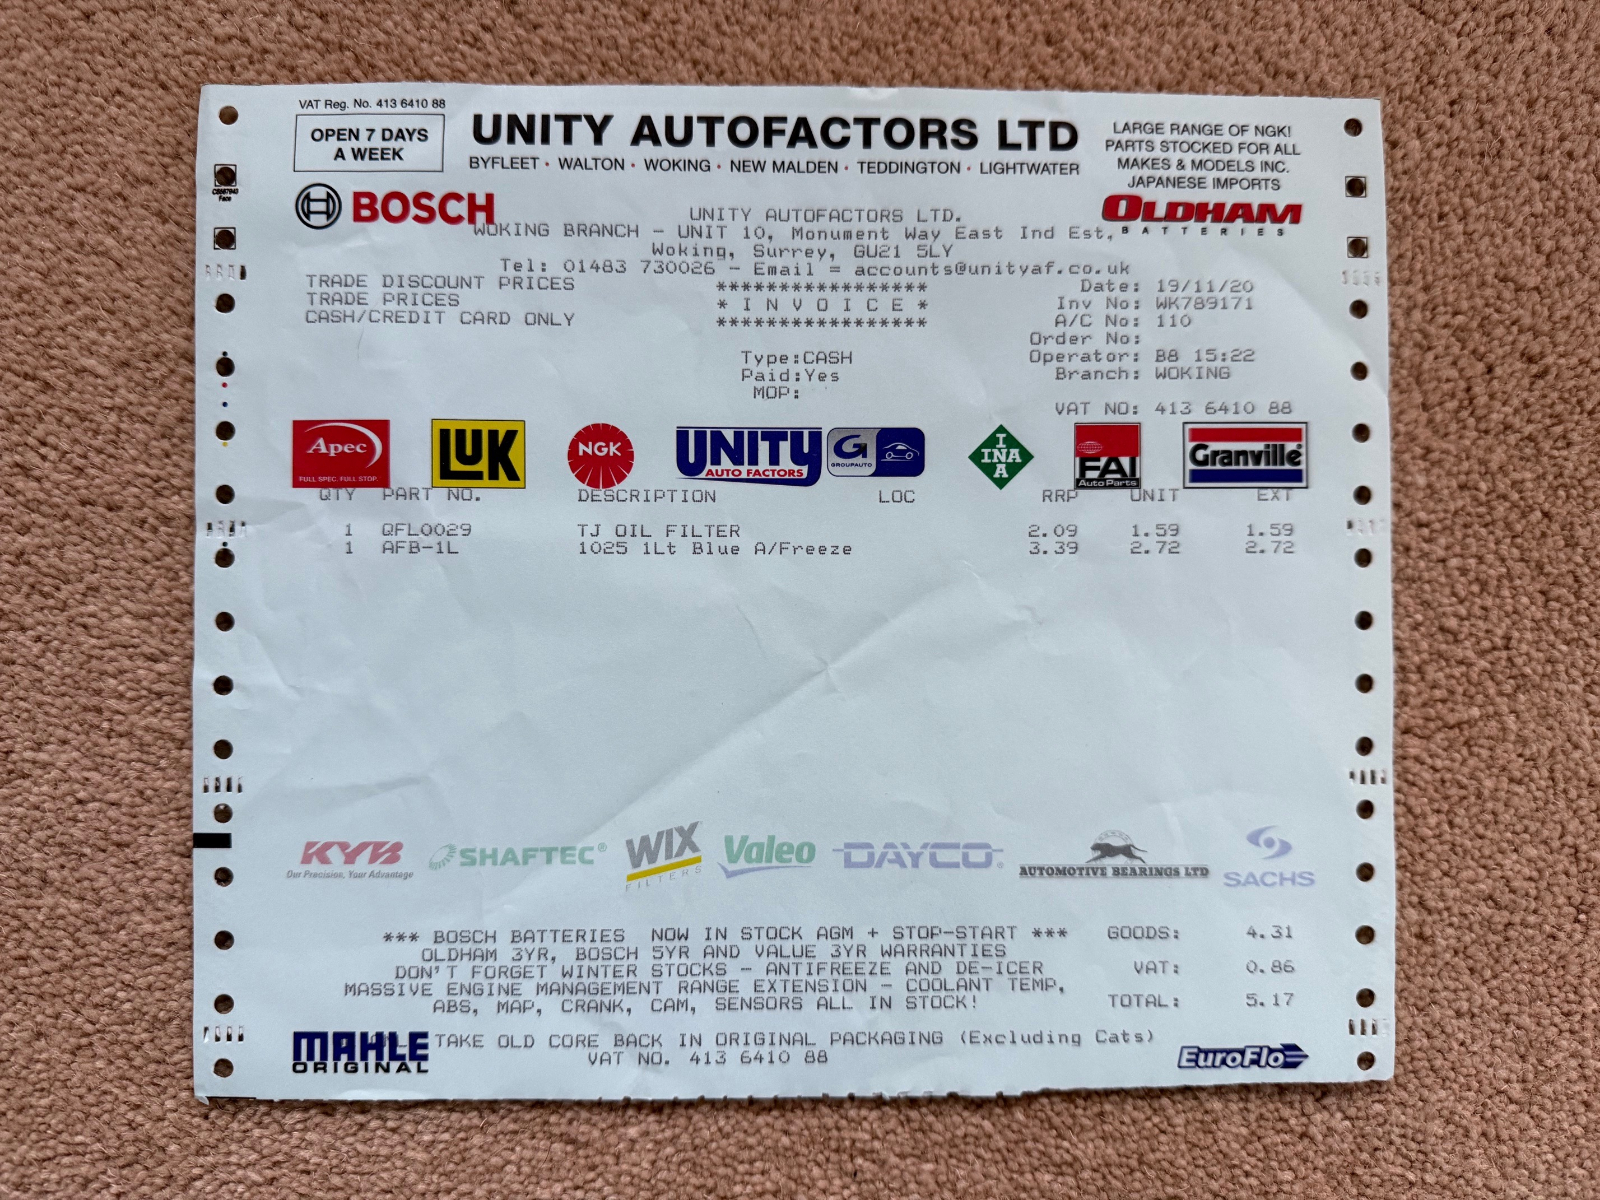 VAT Reg. No. 413 6410 88
OPEN 7 DAYS
A WEEK
UNITY AUTOFACTORS LTD
BYFLEET • WALTON • WOKING • NEW MALDEN • TEDDINGTON • LIGHTWATER
LARGE RANGE OF NGK!
PARTS STOCKED FOR ALL
MAKES & MODELS INC.
JAPANESE IMPORTS
BOSCH
OLDHAM
BATTERIES
UNITY AUTOFACTORS LTD.
WOKING BRANCH - UNIT 10, Monument Way East Ind Est,
Woking, Surrey, GU21 5LY
Tel: 01483 730026 - Email = accounts@unityaf.co.uk
TRADE DISCOUNT PRICES
TRADE PRICES
CASH/CREDIT CARD ONLY
****************
* I N V O I C E *
****************
Type:CASH
Paid:Yes
MOP:
Date: 19/11/20
Inv No: WK789171
A/C No: 110
Order No:
Operator: B8 15:22
Branch: WOKING
VAT NO: 413 6410 88
Apec
FULL SPEC. FULL STOP.
LUK
NGK
UNITY
AUTO FACTORS
G
GROUPAUTO
INA
INA
FAI
Auto Parts
Granville
QTY PART NO. DESCRIPTION LOC RRP UNIT EXT
1 QFL0029 TJ OIL FILTER 2.09 1.59 1.59
1 AFB-1L 1025 1Lt Blue A/Freeze 3.39 2.72 2.72
KYB
Our Precision, Your Advantage
SHAFTEC®
WIX
FILTERS
Valeo
DAYCO
AUTOMOTIVE BEARINGS LTD
SACHS
*** BOSCH BATTERIES NOW IN STOCK AGM + STOP-START *** GOODS: 4.31
OLDHAM 3YR, BOSCH 5YR AND VALUE 3YR WARRANTIES
DON'T FORGET WINTER STOCKS - ANTIFREEZE AND DE-ICER VAT: 0.86
MASSIVE ENGINE MANAGEMENT RANGE EXTENSION - COOLANT TEMP,
ABS, MAP, CRANK, CAM, SENSORS ALL IN STOCK! TOTAL: 5.17
MAHLE
ORIGINAL
TAKE OLD CORE BACK IN ORIGINAL PACKAGING (Excluding Cats)
VAT NO. 413 6410 88
EuroFlo